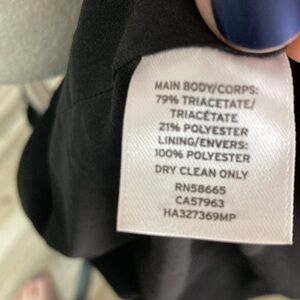 MAIN BODY/CORPS:
79% TRIACETATE/
TRIACÉTATE
21% POLYESTER
LINING/ENVERS:
100% POLYESTER
DRY CLEAN ONLY
RN58665
CA57963
HA327369MP